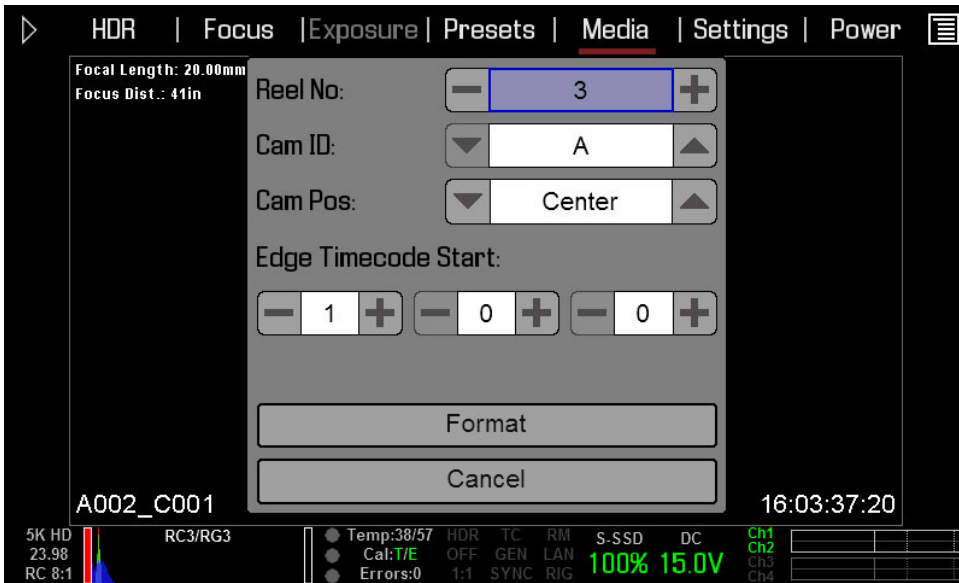 HDR | Focus | Exposure | Presets | Media | Settings | Power
Focal Length: 20.00mm
Focus Dist.: 41in
Reel No: 3
Cam ID: A
Cam Pos: Center
Edge Timecode Start:
1 0 0
Format
Cancel
A002_C001 16:03:37:20
5K HD RC3/RG3 Temp:38/57 HDR TC RM S-SSD DC Ch1
23.98 Cal:T/E OFF GEN LAN 100% 15.0V Ch2
RC 8:1 Errors:0 1:1 SYNC RIG Ch3
Ch4